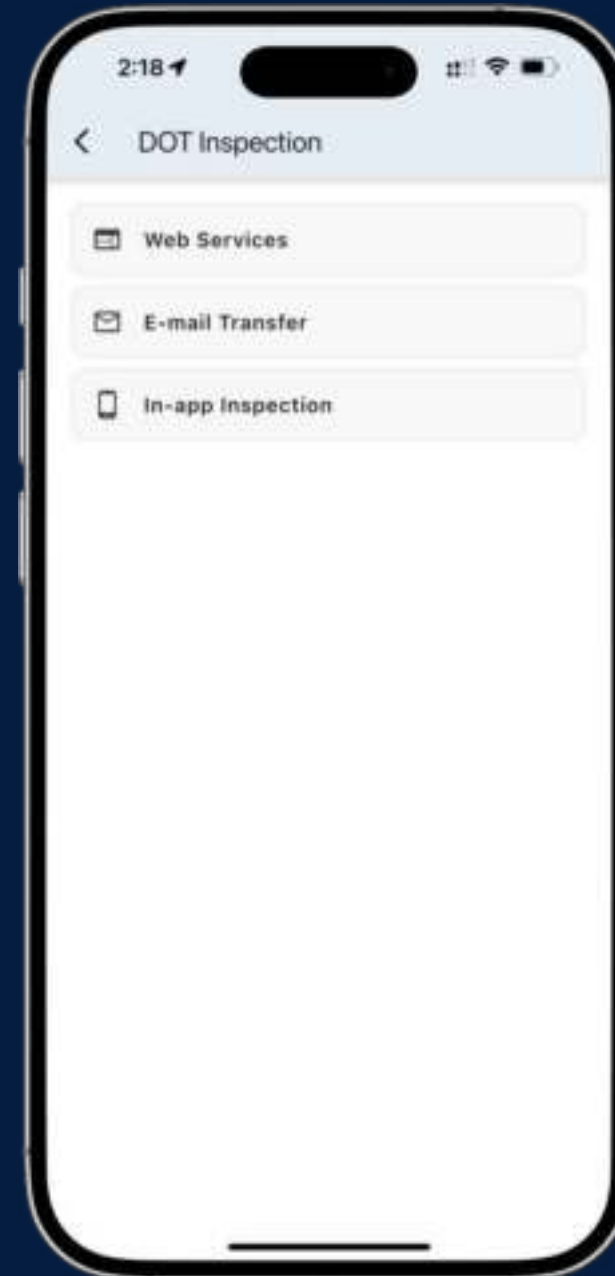 2:18
DOT Inspection
Web Services
E-mail Transfer
In-app Inspection